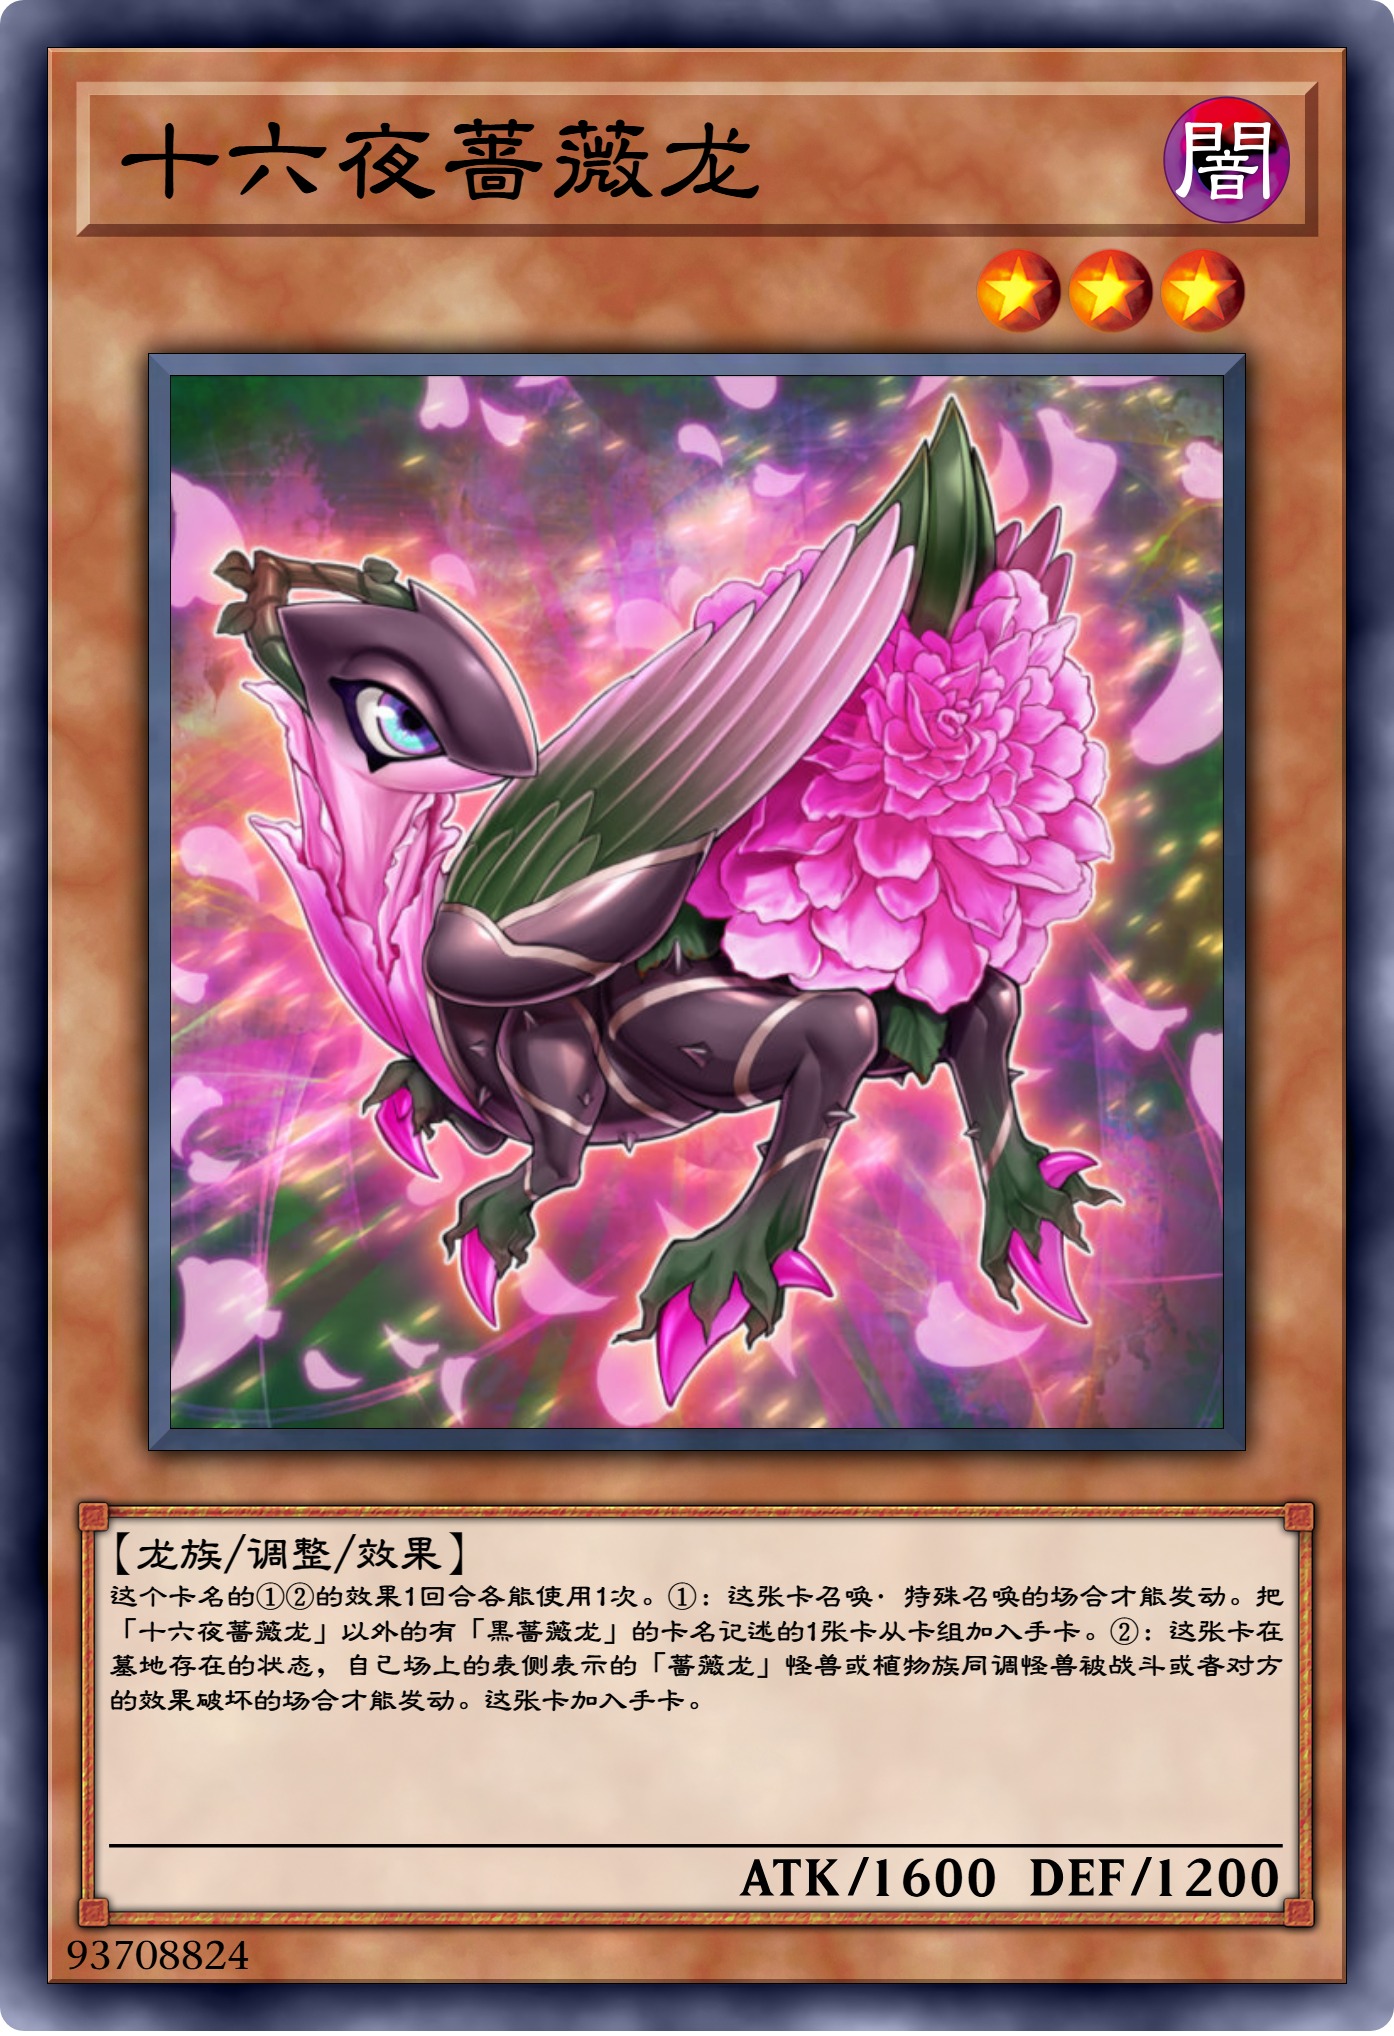 十六夜蔷薇龙
闇
【龙族/调整/效果】
这个卡名的①②的效果1回合各能使用1次。①：这张卡召唤·特殊召唤的场合才能发动。把
「十六夜蔷薇龙」以外的有「黑蔷薇龙」的卡名记述的1张卡从卡组加入手卡。②：这张卡在
墓地存在的状态，自己场上的表侧表示的「蔷薇龙」怪兽或植物族同调怪兽被战斗或者对方
的效果破坏的场合才能发动。这张卡加入手卡。
ATK/1600 DEF/1200
93708824